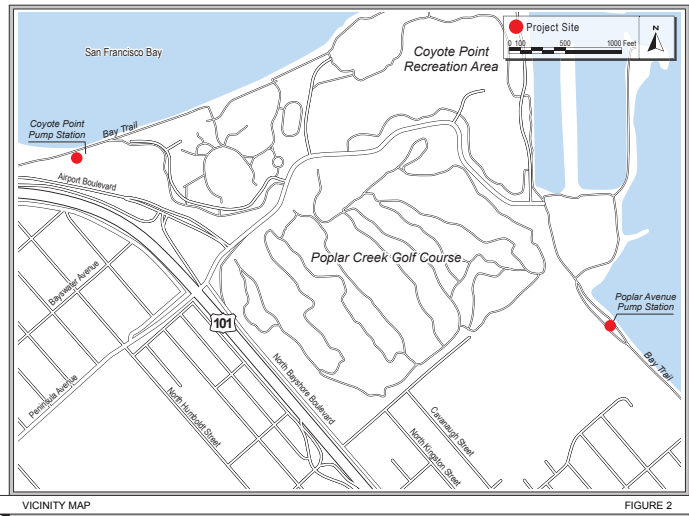 San Francisco Bay
Coyote Point
Recreation Area
Project Site
N
0 100 500 1000 Feet
Coyote Point
Pump Station
Bay Trail
Airport Boulevard
Bayswater Avenue
Poplar Creek Golf Course
Poplar Avenue
Pump Station
101
Bay Trail
Peninsula Avenue
North Humboldt Street
North Bayshore Boulevard
Cavanaugh Street
North Kingston Street
VICINITY MAP
FIGURE 2